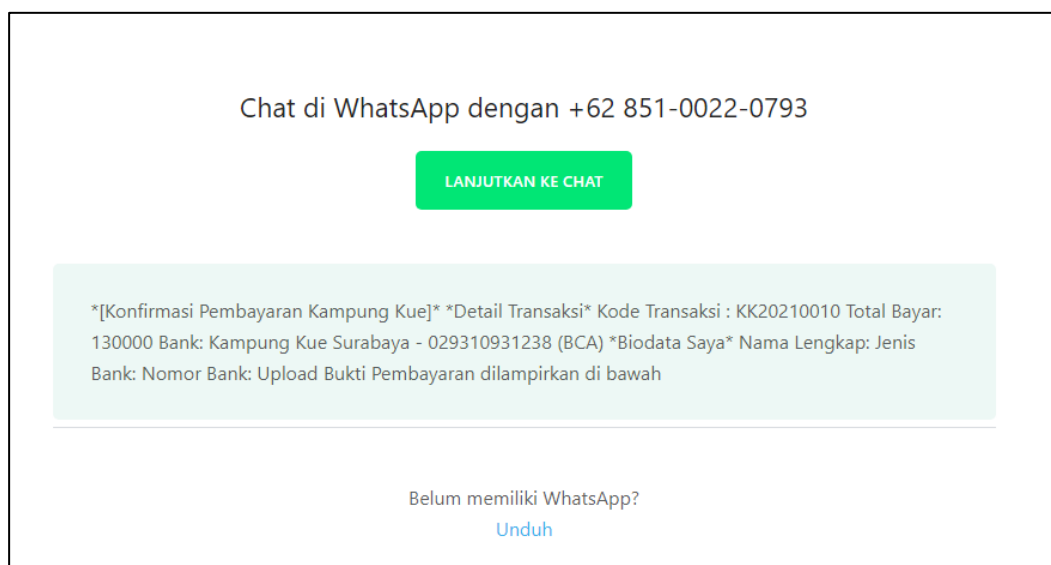 Chat di WhatsApp dengan +62 851-0022-0793
LANJUTKAN KE CHAT
*[Konfirmasi Pembayaran Kampung Kue]* *Detail Transaksi* Kode Transaksi : KK20210010 Total Bayar:
130000 Bank: Kampung Kue Surabaya - 029310931238 (BCA) *Biodata Saya* Nama Lengkap: Jenis
Bank: Nomor Bank: Upload Bukti Pembayaran dilampirkan di bawah
Belum memiliki WhatsApp?
Unduh